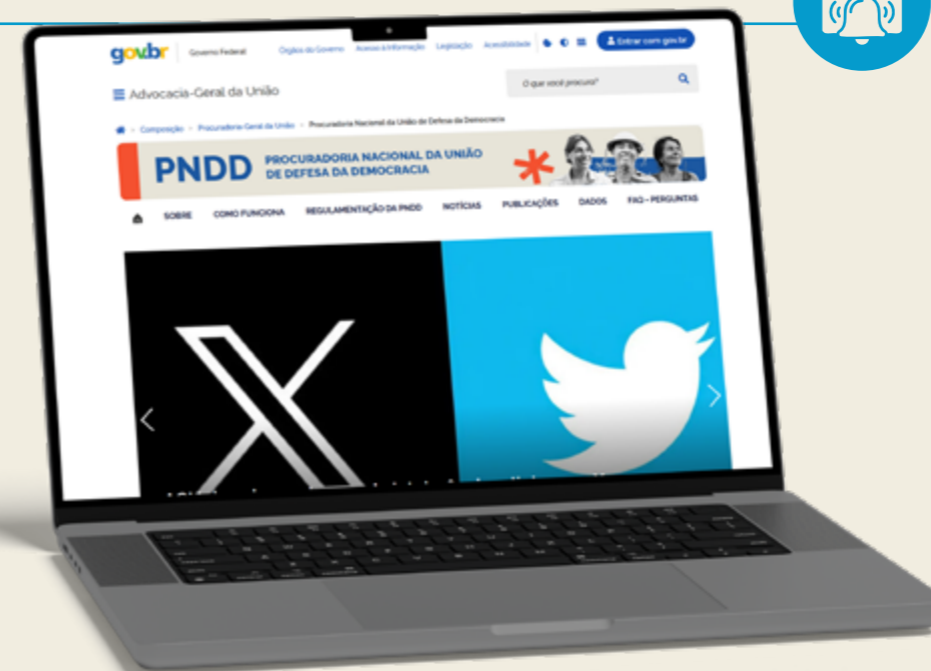 gov.br Governo Federal Órgãos do Governo Acesso à Informação Legislação Acessibilidade Entrar com gov.br
Advocacia-Geral da União
O que você procura?
Composição > Procuradoria-Geral da União > Procuradoria Nacional da União de Defesa da Democracia
PNDD PROCURADORIA NACIONAL DA UNIÃO
DE DEFESA DA DEMOCRACIA
SOBRE COMO FUNCIONA REGULAMENTAÇÃO DA PNDD NOTÍCIAS PUBLICAÇÕES DADOS FAQ - PERGUNTAS